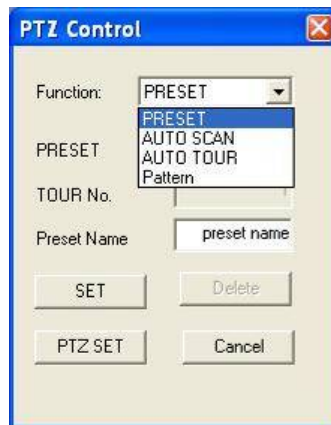 PTZ Control
Function: PRESET
PRESET
AUTO SCAN
AUTO TOUR
Pattern
PRESET
TOUR No.
Preset Name preset name
SET Delete
PTZ SET Cancel